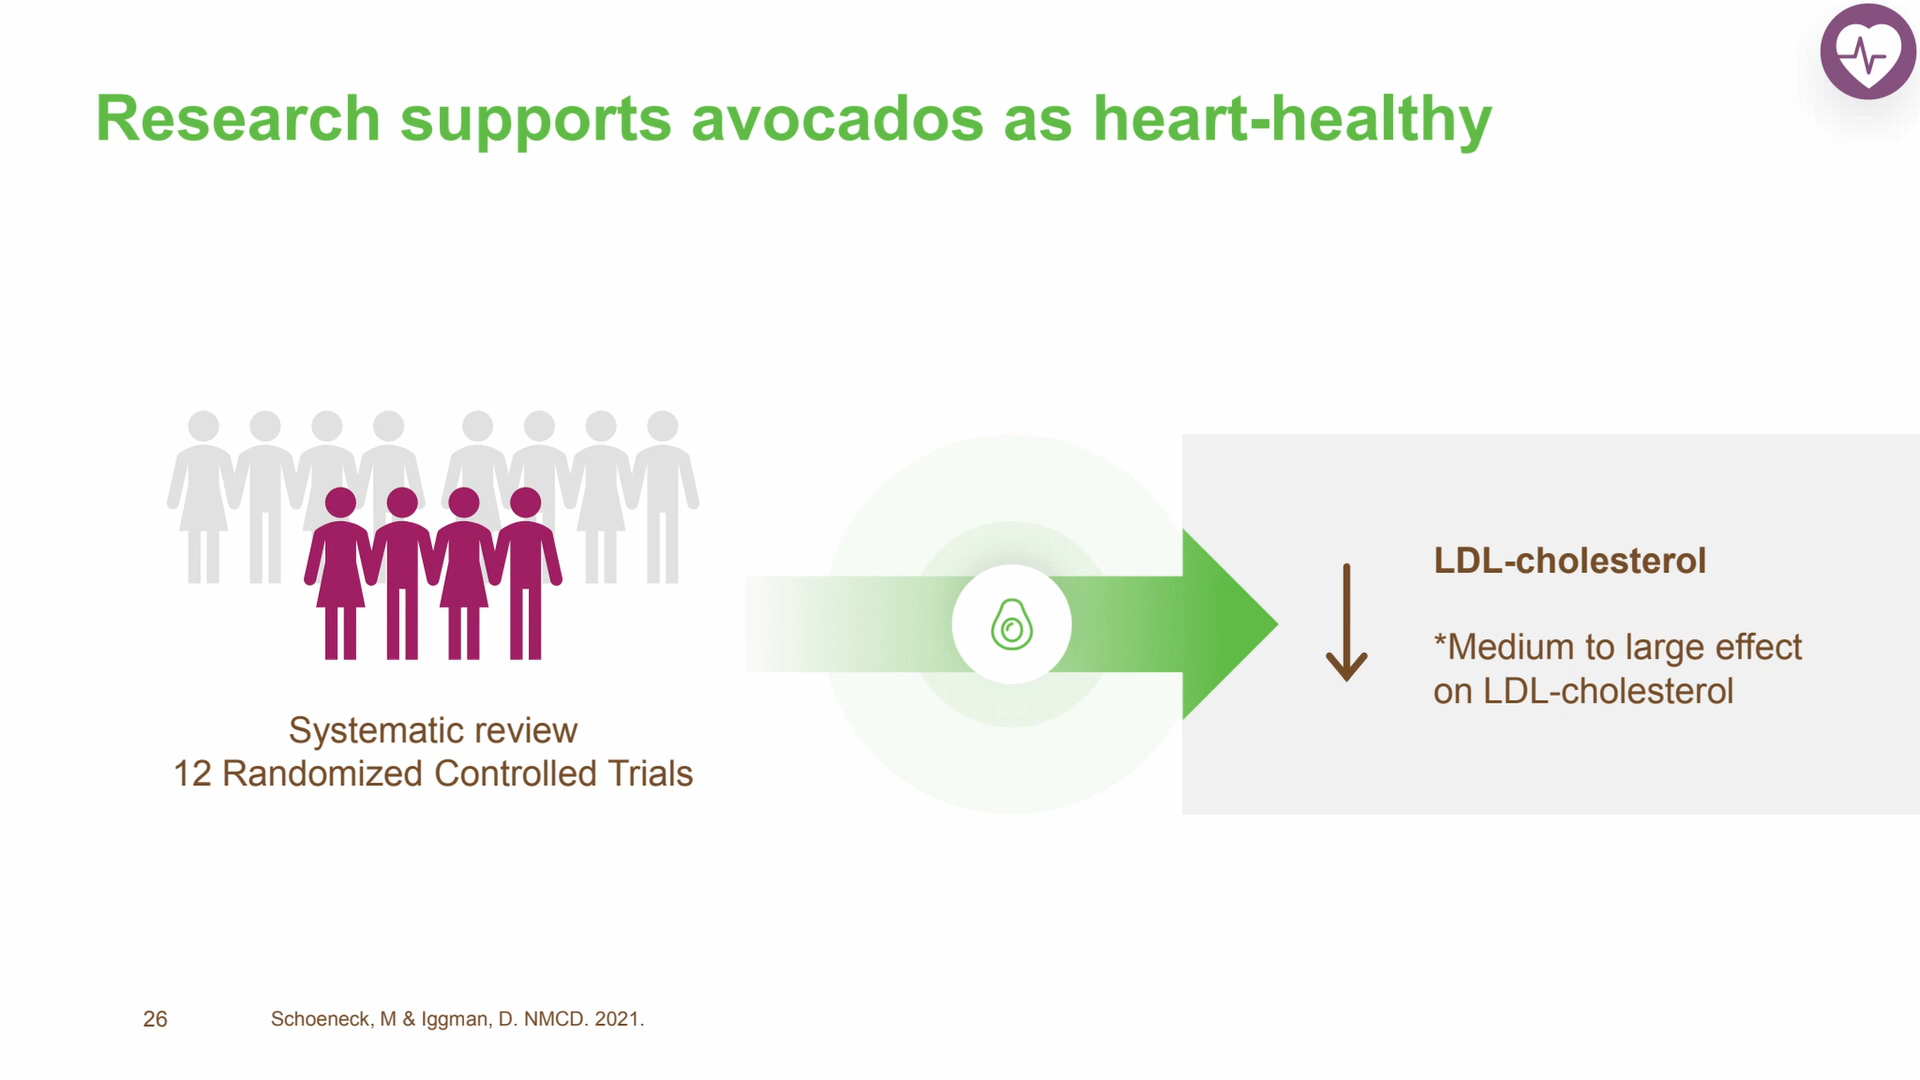 Research supports avocados as heart-healthy
Systematic review
12 Randomized Controlled Trials
LDL-cholesterol
*Medium to large effect
on LDL-cholesterol
26
Schoeneck, M & Iggman, D. NMCD. 2021.